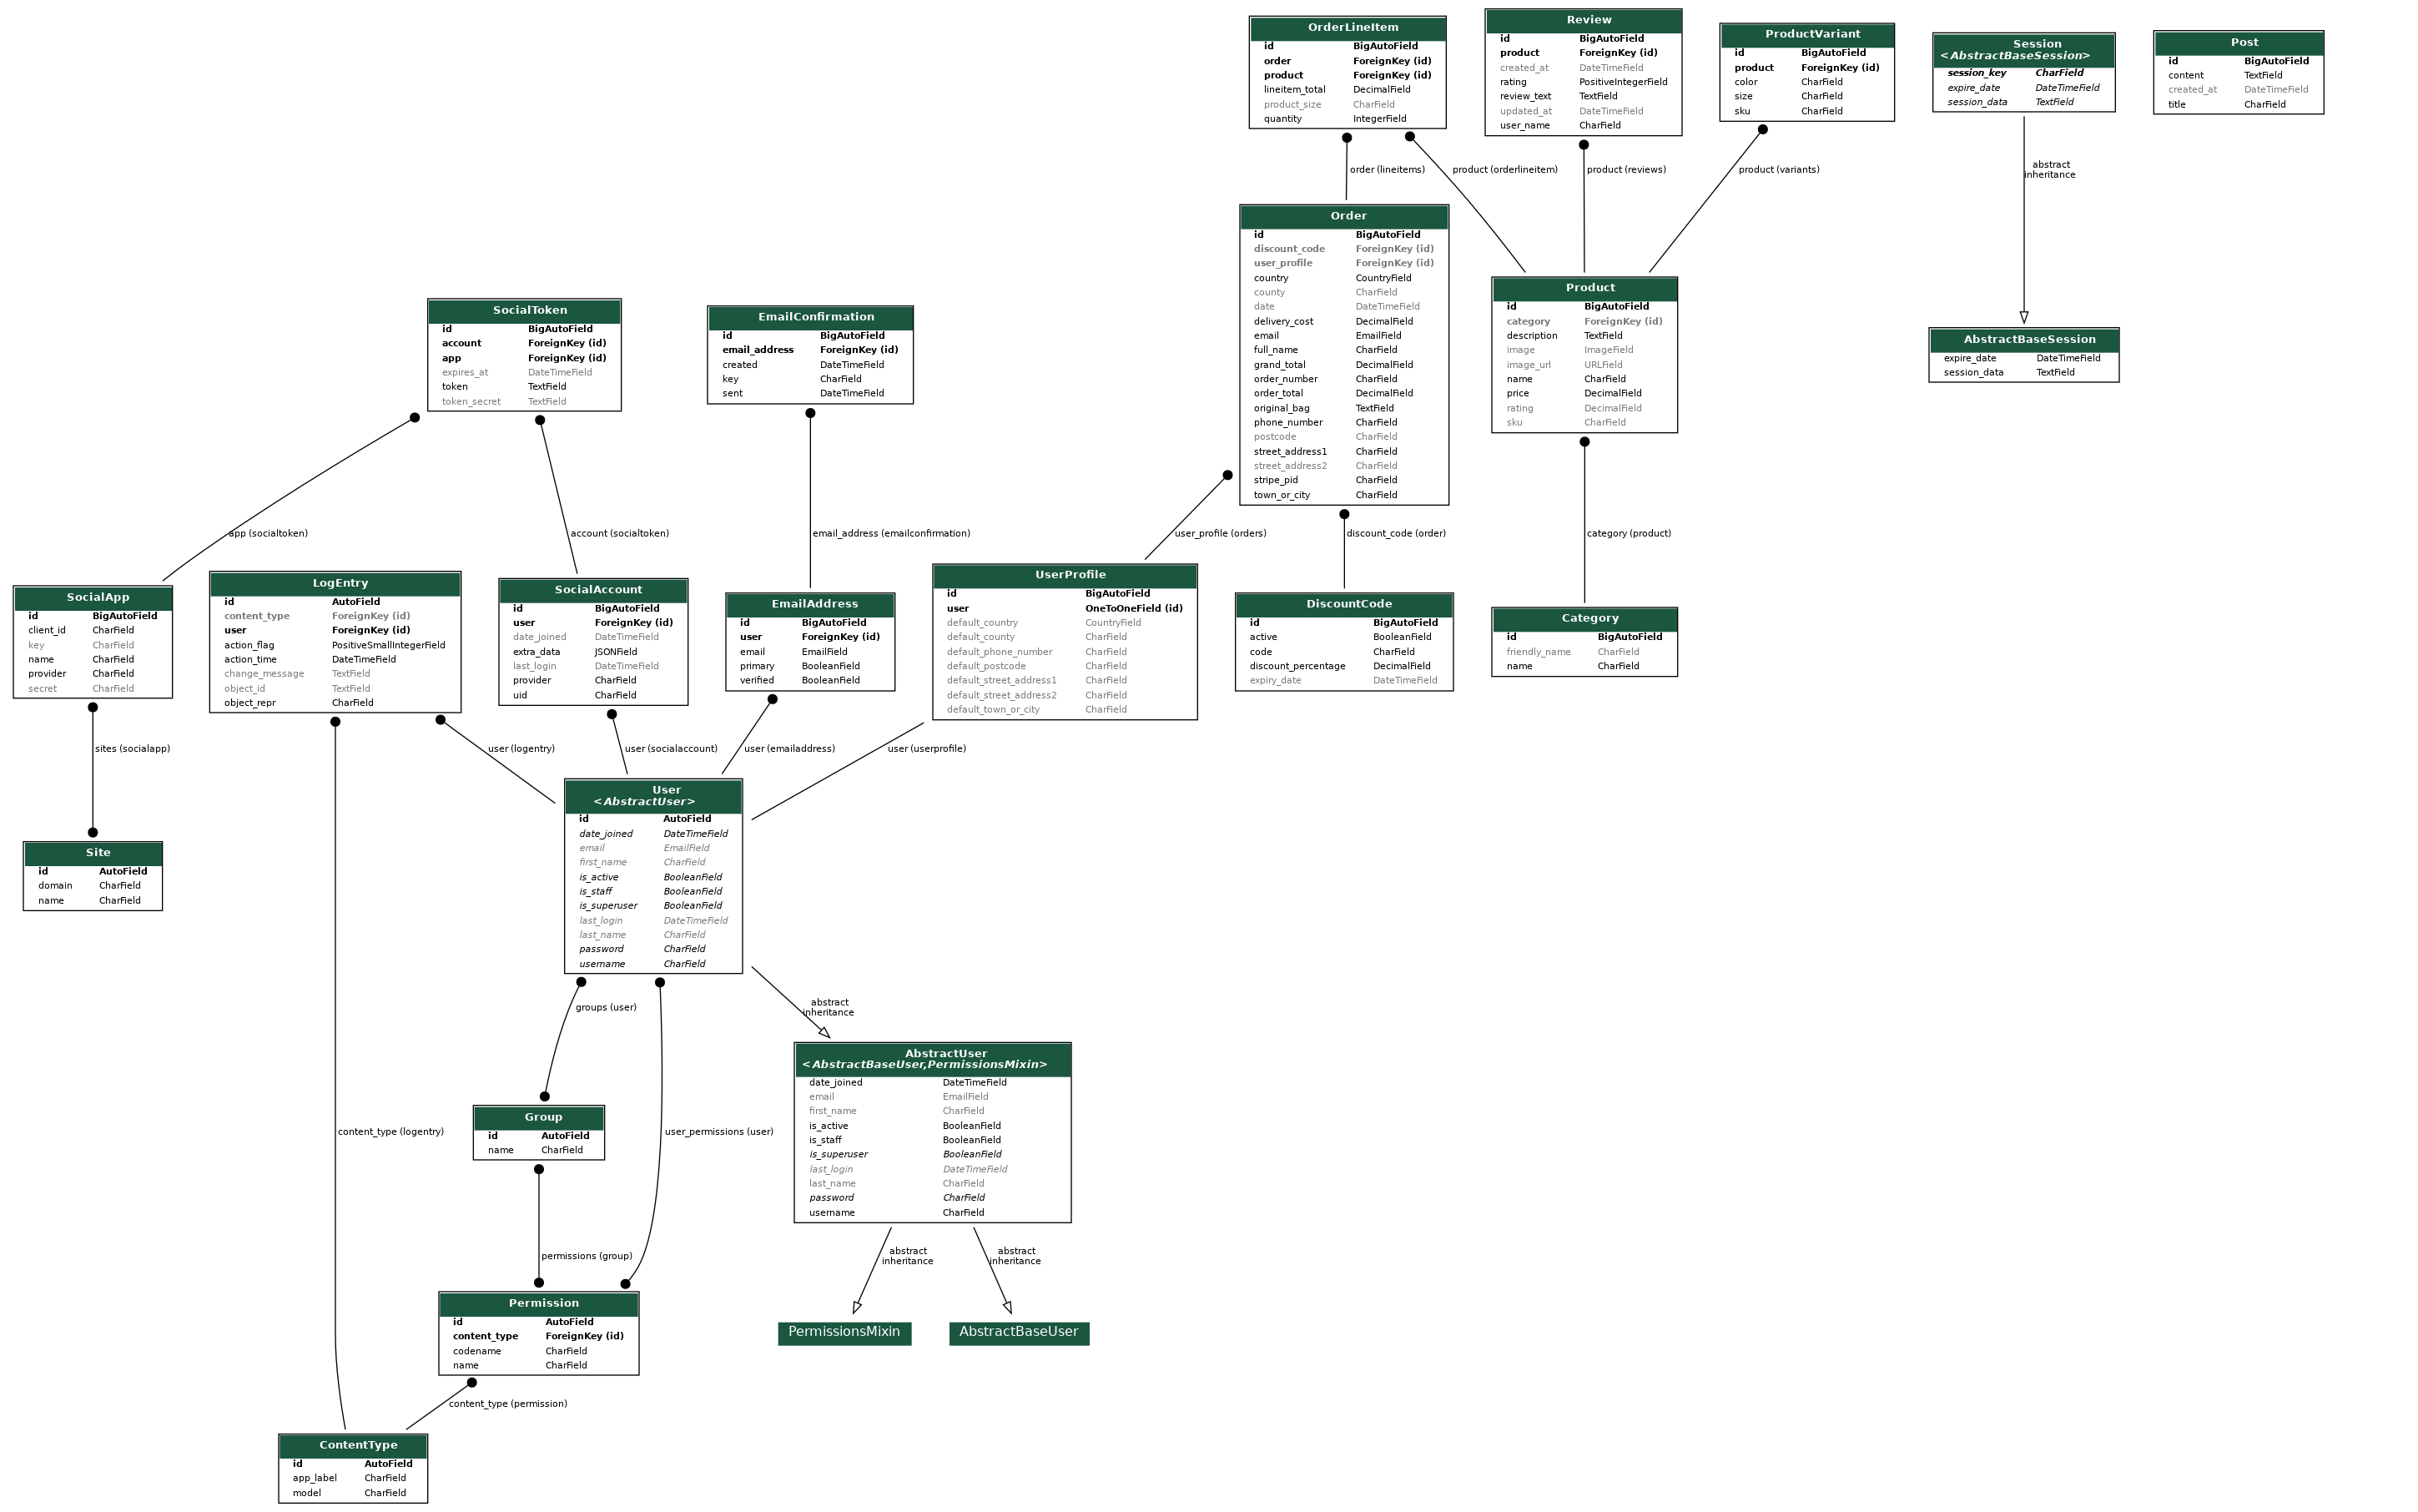 OrderLineItem
id BigAutoField
order ForeignKey (id)
product ForeignKey (id)
lineitem_total DecimalField
product_size CharField
quantity IntegerField
Review
id BigAutoField
product ForeignKey (id)
created_at DateTimeField
rating PositiveIntegerField
review_text TextField
updated_at DateTimeField
user_name CharField
ProductVariant
id BigAutoField
product ForeignKey (id)
color CharField
size CharField
sku CharField
Session
<AbstractBaseSession>
session_key CharField
expire_date DateTimeField
session_data TextField
Post
id BigAutoField
content TextField
created_at DateTimeField
title CharField
order (lineitems)
product (orderlineitem)
product (reviews)
product (variants)
abstract
inheritance
Order
id BigAutoField
discount_code ForeignKey (id)
user_profile ForeignKey (id)
country CountryField
county CharField
date DateTimeField
delivery_cost DecimalField
email EmailField
full_name CharField
grand_total DecimalField
order_number CharField
order_total DecimalField
original_bag TextField
phone_number CharField
postcode CharField
street_address1 CharField
street_address2 CharField
stripe_pid CharField
town_or_city CharField
Product
id BigAutoField
category ForeignKey (id)
description TextField
image ImageField
image_url URLField
name CharField
price DecimalField
rating DecimalField
sku CharField
AbstractBaseSession
expire_date DateTimeField
session_data TextField
SocialToken
id BigAutoField
account ForeignKey (id)
app ForeignKey (id)
expires_at DateTimeField
token TextField
token_secret TextField
EmailConfirmation
id BigAutoField
email_address ForeignKey (id)
created DateTimeField
key CharField
sent DateTimeField
app (socialtoken)
account (socialtoken)
email_address (emailconfirmation)
user_profile (orders)
discount_code (order)
category (product)
SocialApp
id BigAutoField
client_id CharField
key CharField
name CharField
provider CharField
secret CharField
LogEntry
id AutoField
content_type ForeignKey (id)
user ForeignKey (id)
action_flag PositiveSmallIntegerField
action_time DateTimeField
change_message TextField
object_id TextField
object_repr CharField
SocialAccount
id BigAutoField
user ForeignKey (id)
date_joined DateTimeField
extra_data JSONField
last_login DateTimeField
provider CharField
uid CharField
EmailAddress
id BigAutoField
user ForeignKey (id)
email EmailField
primary BooleanField
verified BooleanField
UserProfile
id BigAutoField
user OneToOneField (id)
default_country CountryField
default_county CharField
default_phone_number CharField
default_postcode CharField
default_street_address1 CharField
default_street_address2 CharField
default_town_or_city CharField
DiscountCode
id BigAutoField
active BooleanField
code CharField
discount_percentage DecimalField
expiry_date DateTimeField
Category
id BigAutoField
friendly_name CharField
name CharField
sites (socialapp)
user (logentry)
user (socialaccount)
user (emailaddress)
user (userprofile)
Site
id AutoField
domain CharField
name CharField
User
<AbstractUser>
id AutoField
date_joined DateTimeField
email EmailField
first_name CharField
is_active BooleanField
is_staff BooleanField
is_superuser BooleanField
last_login DateTimeField
last_name CharField
password CharField
username CharField
groups (user)
abstract
inheritance
AbstractUser
<AbstractBaseUser,PermissionsMixin>
date_joined DateTimeField
email EmailField
first_name CharField
is_active BooleanField
is_staff BooleanField
is_superuser BooleanField
last_login DateTimeField
last_name CharField
password CharField
username CharField
Group
id AutoField
name CharField
content_type (logentry)
user_permissions (user)
permissions (group)
abstract
inheritance
abstract
inheritance
Permission
id AutoField
content_type ForeignKey (id)
codename CharField
name CharField
PermissionsMixin
AbstractBaseUser
content_type (permission)
ContentType
id AutoField
app_label CharField
model CharField